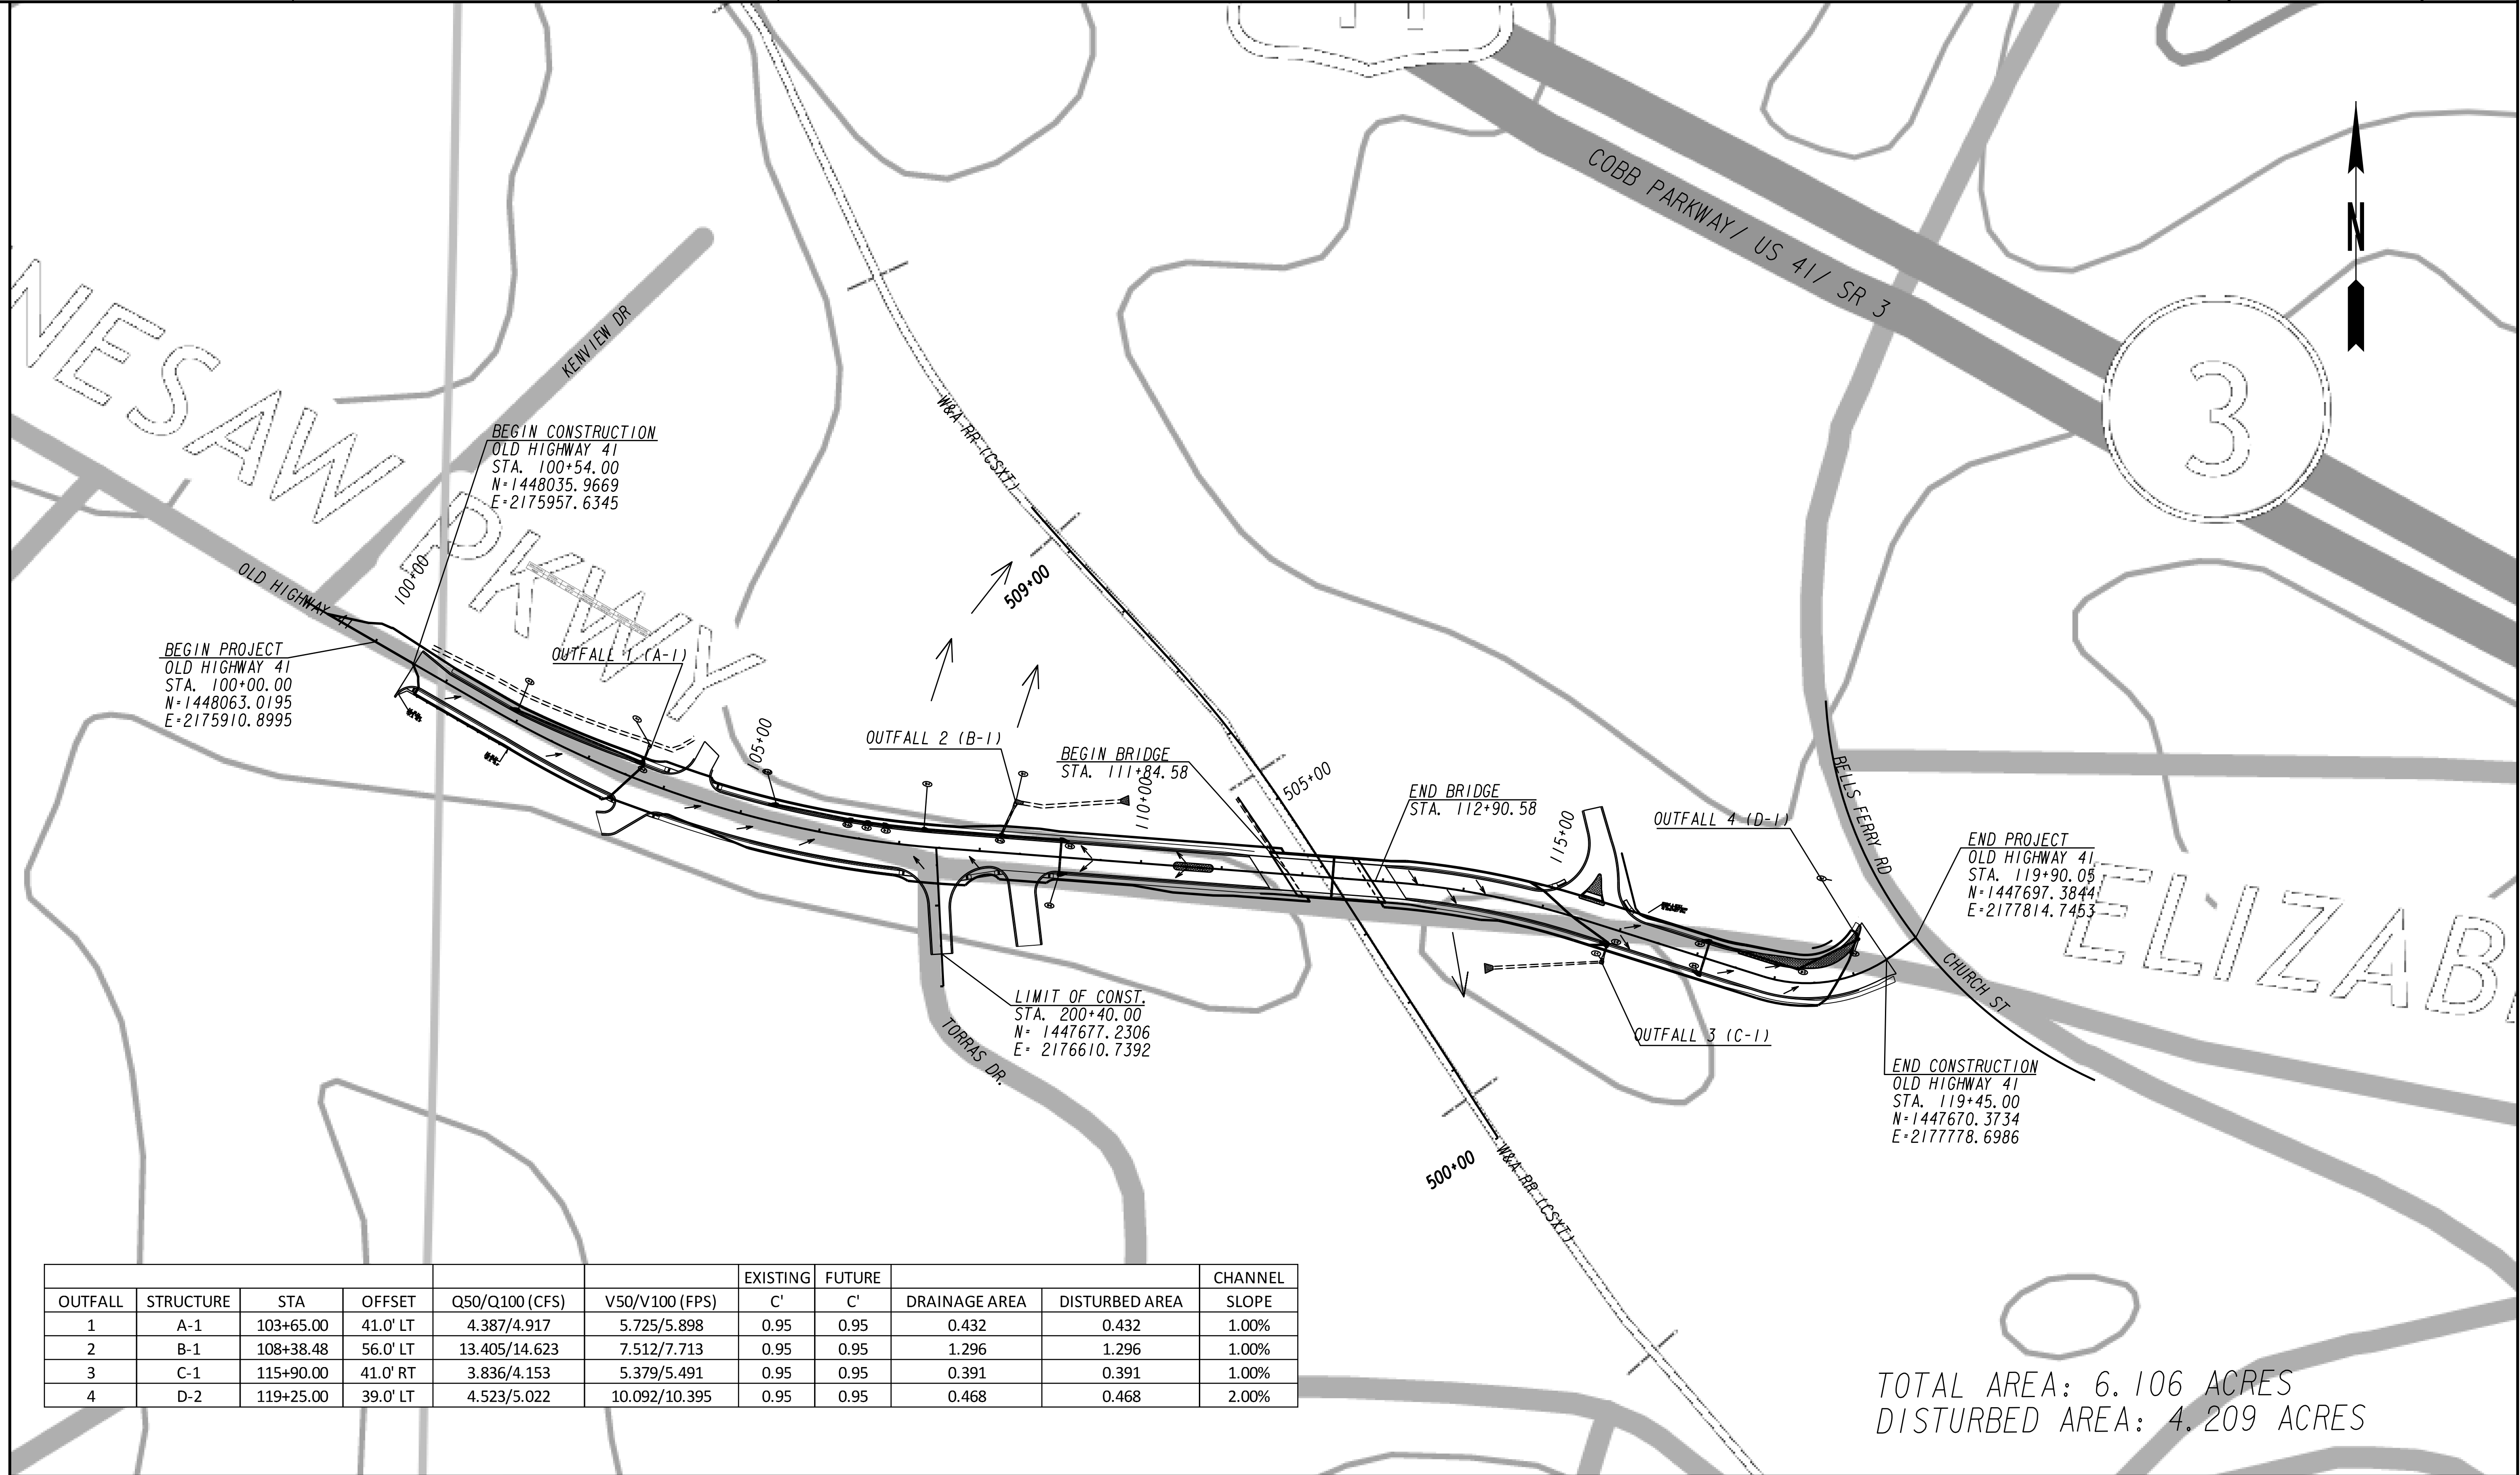 COBB PARKWAY/ US 41/ SR 3
N
3
NESAW PKWY
KENVIEW DR
W&A RR (CSXT)
BEGIN CONSTRUCTION
OLD HIGHWAY 41
STA. 100+54.00
N=1448035.9669
E=2175957.6345
100+00
OLD HIGHWAY
509+00
BEGIN PROJECT
OLD HIGHWAY 41
STA. 100+00.00
N=1448063.0195
E=2175910.8995
OUTFALL 1 (A-1)
105+00
OUTFALL 2 (B-1)
BEGIN BRIDGE
STA. 111+84.58
110+00
505+00
END BRIDGE
STA. 112+90.58
115+00
OUTFALL 4 (D-1)
BELLS FERRY RD
END PROJECT
OLD HIGHWAY 41
STA. 119+90.05
N=1447697.3844
E=2177814.7453
ELIZAB
CHURCH ST
LIMIT OF CONST.
STA. 200+40.00
N= 1447677.2306
E= 2176610.7392
TORRAS DR.
OUTFALL 3 (C-1)
END CONSTRUCTION
OLD HIGHWAY 41
STA. 119+45.00
N=1447670.3734
E=2177778.6986
500+00
W&A RR (CSXT)
EXISTING FUTURE CHANNEL
OUTFALL STRUCTURE STA OFFSET Q50/Q100 (CFS) V50/V100 (FPS) C' C' DRAINAGE AREA DISTURBED AREA SLOPE
1 A-1 103+65.00 41.0' LT 4.387/4.917 5.725/5.898 0.95 0.95 0.432 0.432 1.00%
2 B-1 108+38.48 56.0' LT 13.405/14.623 7.512/7.713 0.95 0.95 1.296 1.296 1.00%
3 C-1 115+90.00 41.0' RT 3.836/4.153 5.379/5.491 0.95 0.95 0.391 0.391 1.00%
4 D-2 119+25.00 39.0' LT 4.523/5.022 10.092/10.395 0.95 0.95 0.468 0.468 2.00%
TOTAL AREA: 6.106 ACRES
DISTURBED AREA: 4.209 ACRES